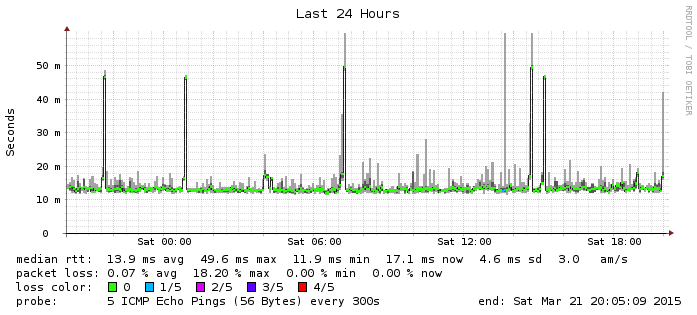 Last 24 Hours
RRDTOOL / TOBI OETIKER
Seconds
50 m
40 m
30 m
20 m
10 m
0
Sat 00:00 Sat 06:00 Sat 12:00 Sat 18:00
median rtt: 13.9 ms avg 49.6 ms max 11.9 ms min 17.1 ms now 4.6 ms sd 3.0 am/s
packet loss: 0.07 % avg 18.20 % max 0.00 % min 0.00 % now
loss color: 0 1/5 2/5 3/5 4/5
probe: 5 ICMP Echo Pings (56 Bytes) every 300s end: Sat Mar 21 20:05:09 2015